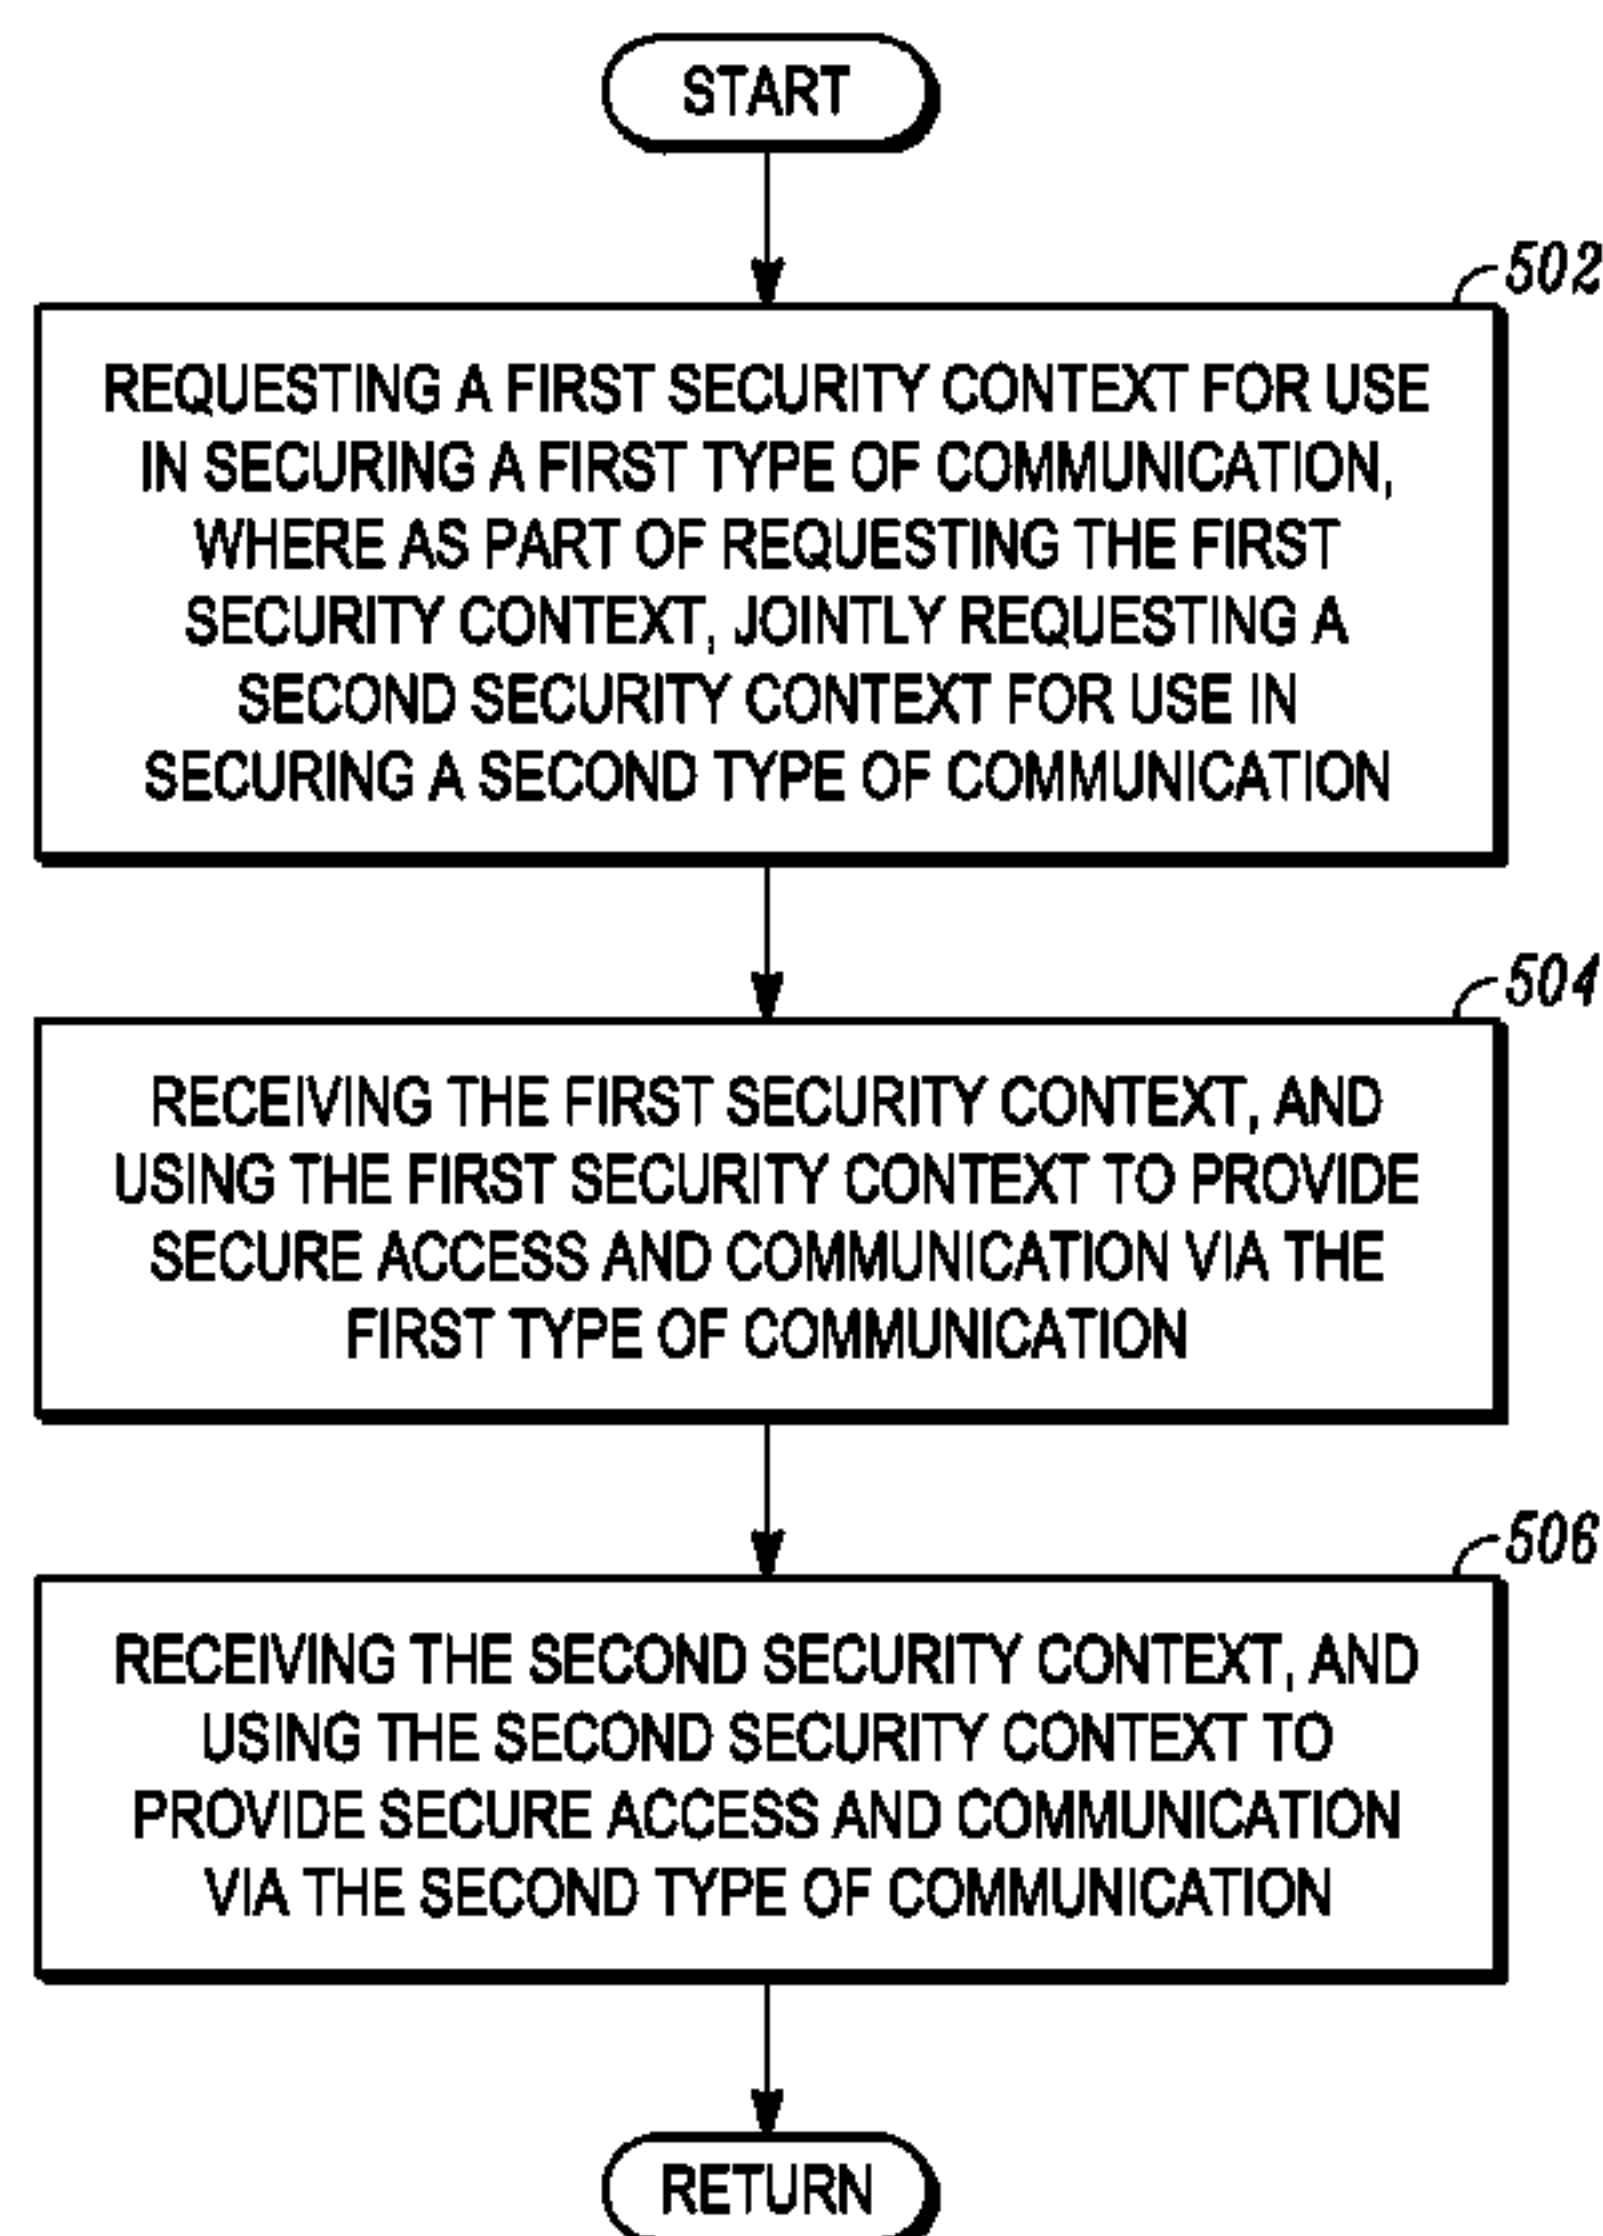 START
502
REQUESTING A FIRST SECURITY CONTEXT FOR USE
IN SECURING A FIRST TYPE OF COMMUNICATION,
WHERE AS PART OF REQUESTING THE FIRST
SECURITY CONTEXT, JOINTLY REQUESTING A
SECOND SECURITY CONTEXT FOR USE IN
SECURING A SECOND TYPE OF COMMUNICATION
504
RECEIVING THE FIRST SECURITY CONTEXT, AND
USING THE FIRST SECURITY CONTEXT TO PROVIDE
SECURE ACCESS AND COMMUNICATION VIA THE
FIRST TYPE OF COMMUNICATION
506
RECEIVING THE SECOND SECURITY CONTEXT, AND
USING THE SECOND SECURITY CONTEXT TO
PROVIDE SECURE ACCESS AND COMMUNICATION
VIA THE SECOND TYPE OF COMMUNICATION
RETURN